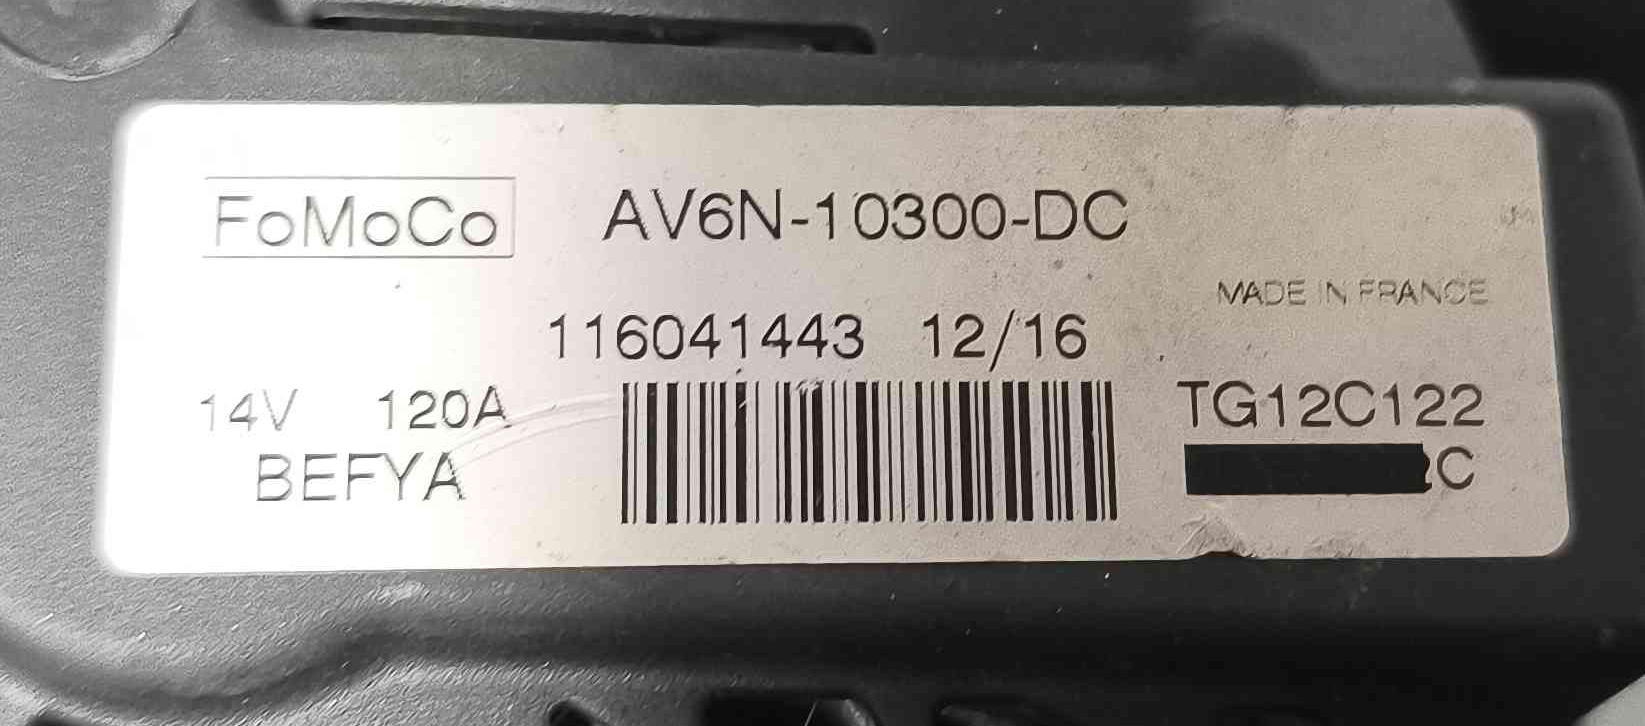 FoMoCo AV6N-10300-DC
MADE IN FRANCE
116041443 12/16
14V 120A TG12C122
BEFYA C